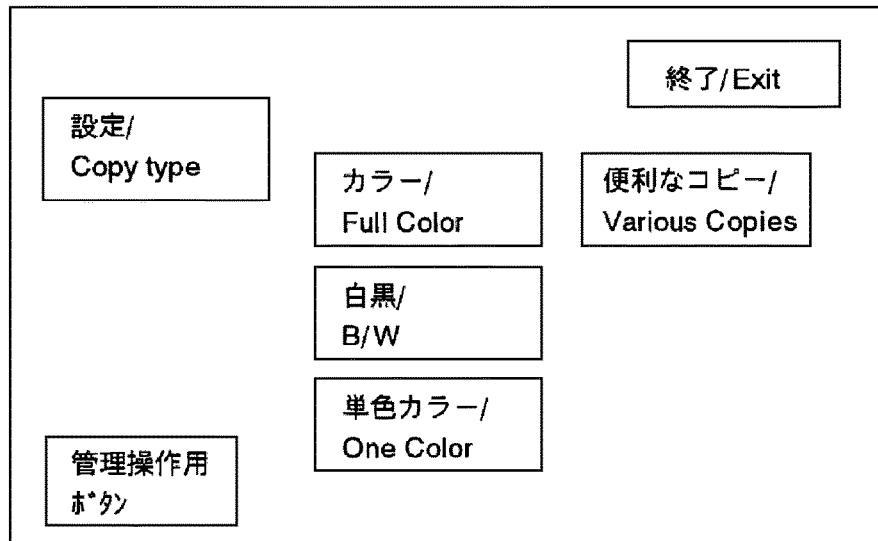 終了/Exit
設定/
Copy type
カラー/
Full Color
便利なコピー/
Various Copies
白黒/
B/W
単色カラー/
One Color
管理操作用
ﾎﾞﾀﾝ